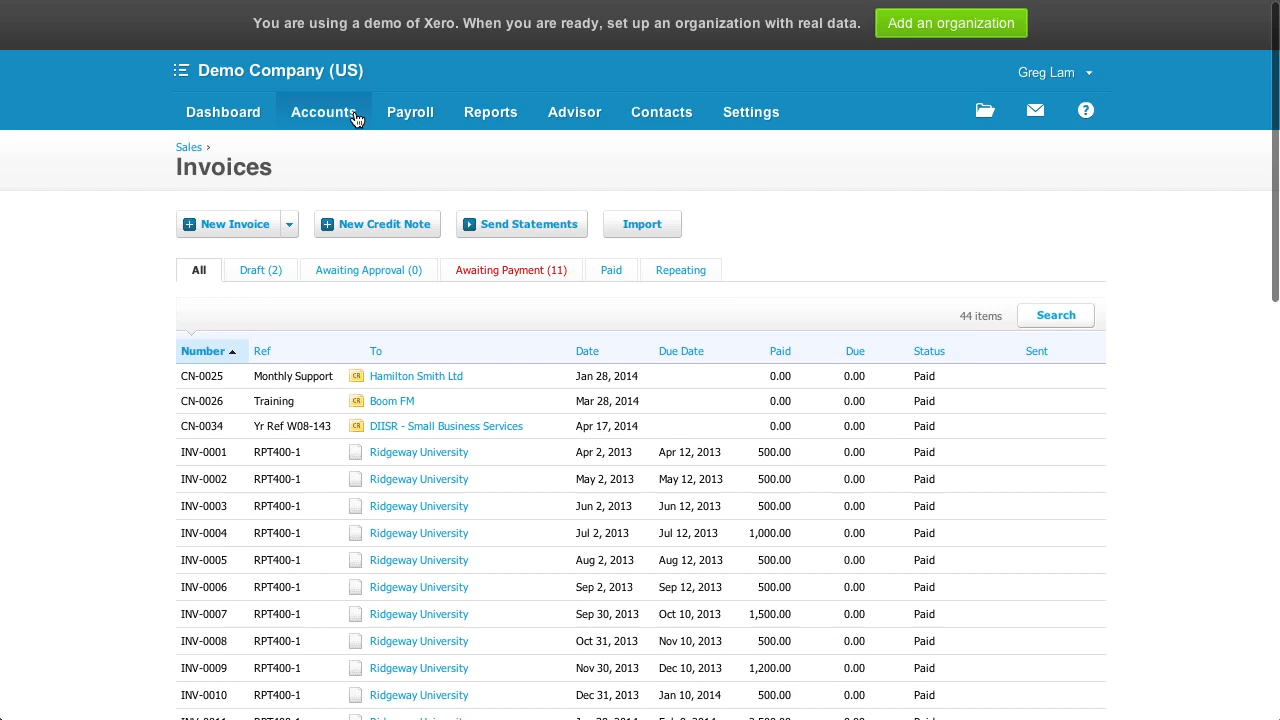 You are using a demo of Xero. When you are ready, set up an organization with real data. Add an organization
Demo Company (US) Greg Lam
Dashboard Accounts Payroll Reports Advisor Contacts Settings ?
Sales ›
Invoices
New Invoice New Credit Note Send Statements Import
All Draft (2) Awaiting Approval (0) Awaiting Payment (11) Paid Repeating
44 items Search
Number Ref To Date Due Date Paid Due Status Sent
CN-0025 Monthly Support CR Hamilton Smith Ltd Jan 28, 2014 0.00 0.00 Paid
CN-0026 Training CR Boom FM Mar 28, 2014 0.00 0.00 Paid
CN-0034 Yr Ref W08-143 CR DIISR - Small Business Services Apr 17, 2014 0.00 0.00 Paid
INV-0001 RPT400-1 Ridgeway University Apr 2, 2013 Apr 12, 2013 500.00 0.00 Paid
INV-0002 RPT400-1 Ridgeway University May 2, 2013 May 12, 2013 500.00 0.00 Paid
INV-0003 RPT400-1 Ridgeway University Jun 2, 2013 Jun 12, 2013 500.00 0.00 Paid
INV-0004 RPT400-1 Ridgeway University Jul 2, 2013 Jul 12, 2013 1,000.00 0.00 Paid
INV-0005 RPT400-1 Ridgeway University Aug 2, 2013 Aug 12, 2013 500.00 0.00 Paid
INV-0006 RPT400-1 Ridgeway University Sep 2, 2013 Sep 12, 2013 500.00 0.00 Paid
INV-0007 RPT400-1 Ridgeway University Sep 30, 2013 Oct 10, 2013 1,500.00 0.00 Paid
INV-0008 RPT400-1 Ridgeway University Oct 31, 2013 Nov 10, 2013 500.00 0.00 Paid
INV-0009 RPT400-1 Ridgeway University Nov 30, 2013 Dec 10, 2013 1,200.00 0.00 Paid
INV-0010 RPT400-1 Ridgeway University Dec 31, 2013 Jan 10, 2014 500.00 0.00 Paid